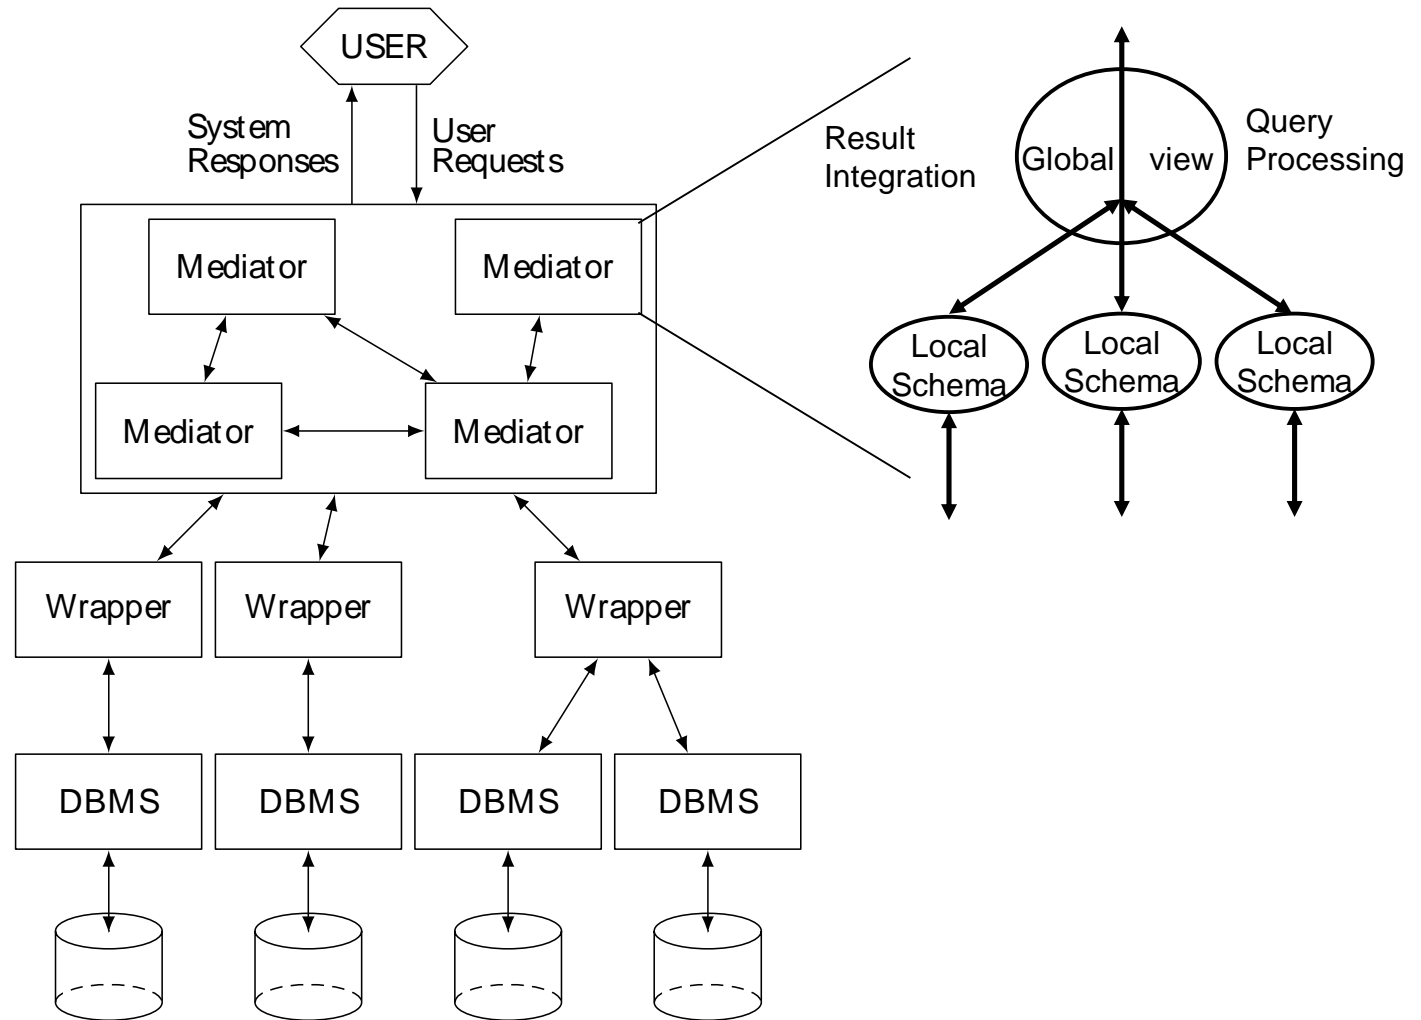 USER
System
Responses
User
Requests
Mediator
Mediator
Mediator
Mediator
Wrapper
Wrapper
Wrapper
DBMS
DBMS
DBMS
DBMS
Result
Integration
Global view
Query
Processing
Local
Schema
Local
Schema
Local
Schema